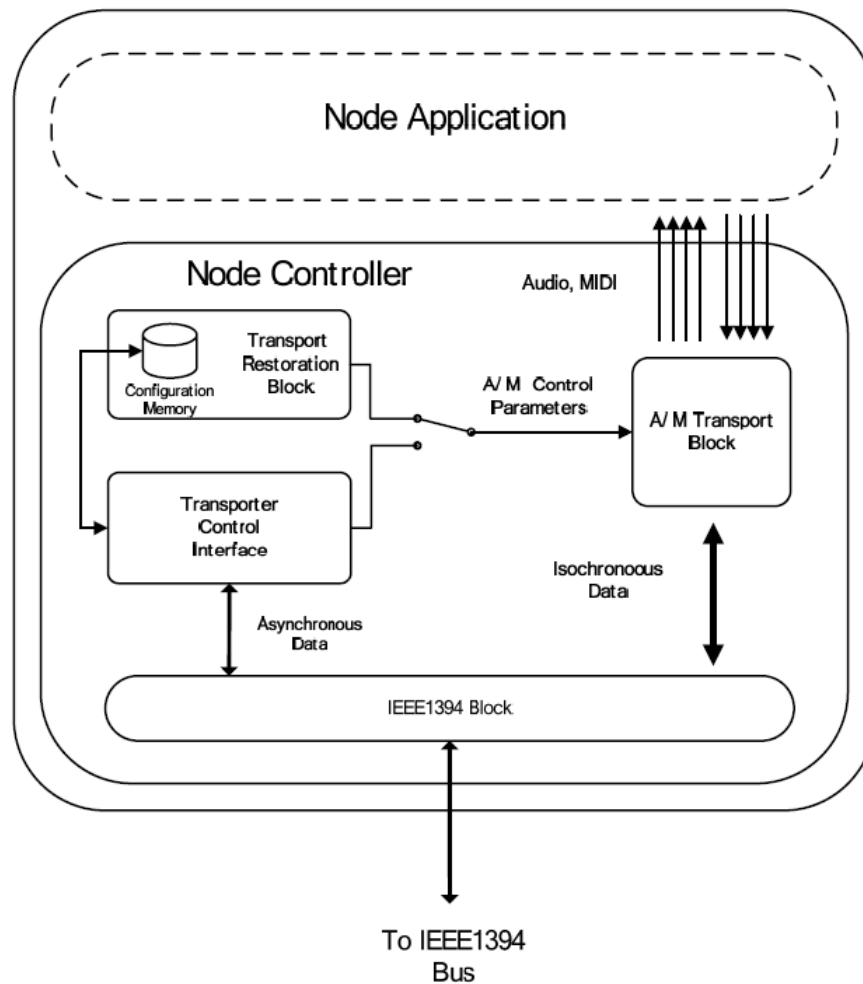 Node Application
Node Controller
Audio, MIDI
Transport
Restoration
Block
Configuration
Memory
A/ M Control
Parameters
A/ M Transport
Block
Transporter
Control
Interface
Isochronoous
Data
Asynchronous
Data
IEEE1394 Block
To IEEE1394
Bus